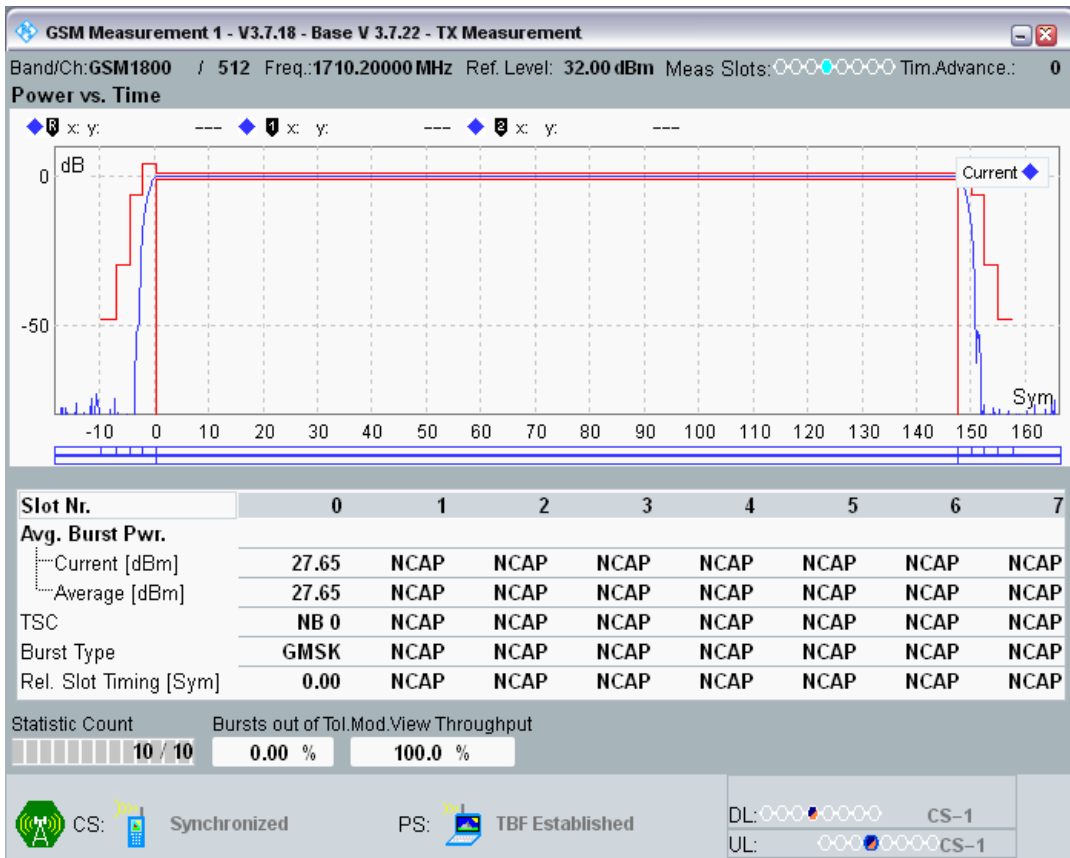 GSM Measurement 1 - V3.7.18 - Base V 3.7.22 - TX Measurement
Band/Ch:GSM1800 / 512 Freq.:1710.20000 MHz Ref. Level: 32.00 dBm Meas Slots: Tim.Advance.: 0
Power vs. Time
R x: y: --- 1 x: y: --- 2 x: y: ---
dB
Current
0
-50
Sym
-10 0 10 20 30 40 50 60 70 80 90 100 110 120 130 140 150 160
Slot Nr. 0 1 2 3 4 5 6 7
Avg. Burst Pwr.
Current [dBm] 27.65 NCAP NCAP NCAP NCAP NCAP NCAP NCAP
Average [dBm] 27.65 NCAP NCAP NCAP NCAP NCAP NCAP NCAP
TSC NB 0 NCAP NCAP NCAP NCAP NCAP NCAP NCAP
Burst Type GMSK NCAP NCAP NCAP NCAP NCAP NCAP NCAP
Rel. Slot Timing [Sym] 0.00 NCAP NCAP NCAP NCAP NCAP NCAP NCAP
Statistic Count Bursts out of Tol.Mod.View Throughput
10 / 10 0.00 % 100.0 %
CS: Synchronized PS: TBF Established
DL: CS-1
UL: CS-1